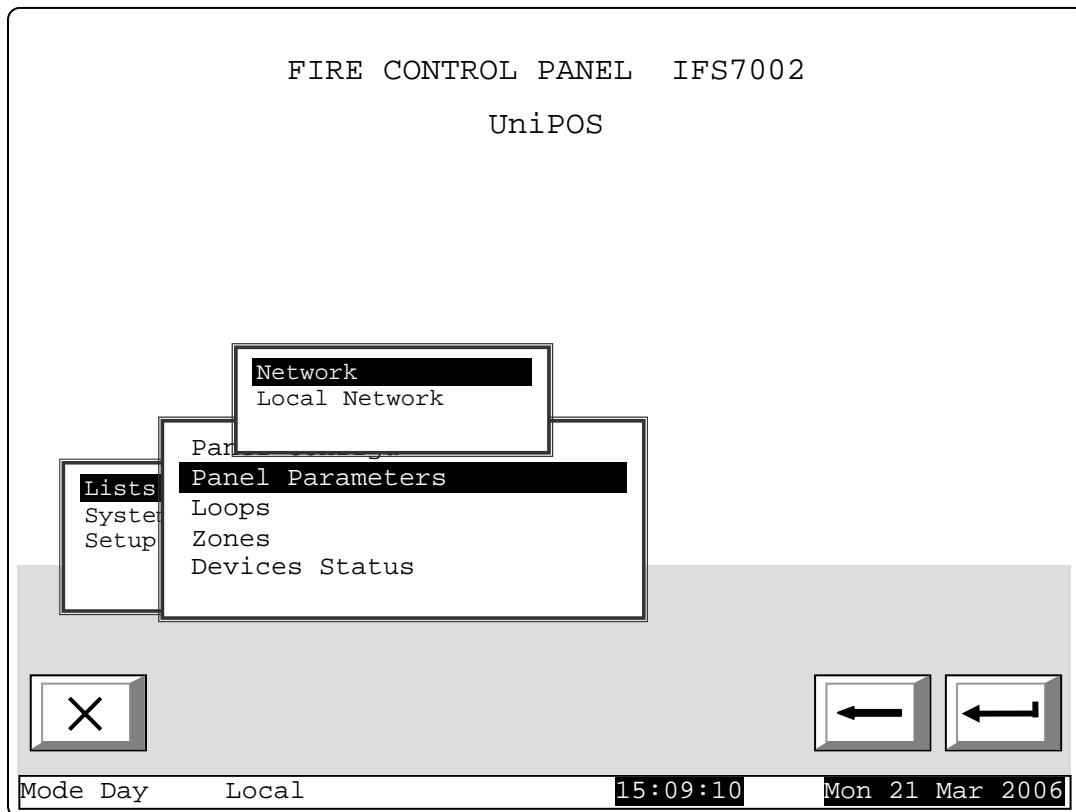 FIRE CONTROL PANEL IFS7002
UniPOS
Network
Local Network
Panel Parameters
Loops
Zones
Devices Status
Lists
Setup
Mode Day Local 15:09:10 Mon 21 Mar 2006